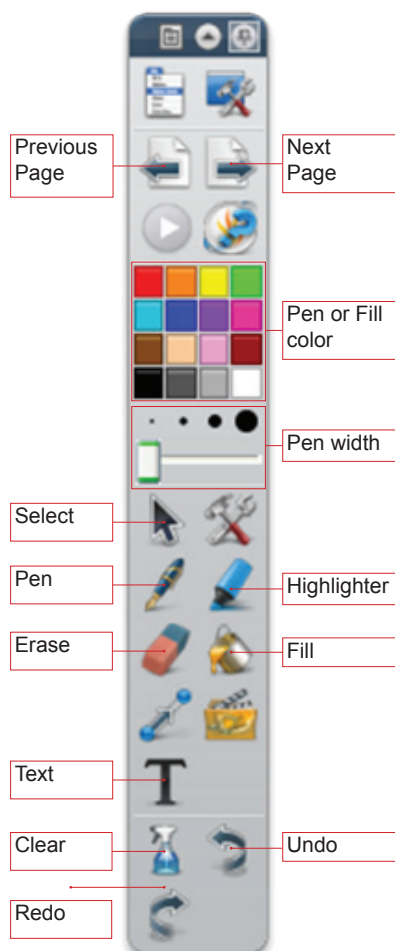 Previous
Page
Next
Page
Pen or Fill
color
Pen width
Select
Pen
Highlighter
Erase
Fill
Text
Clear
Undo
Redo